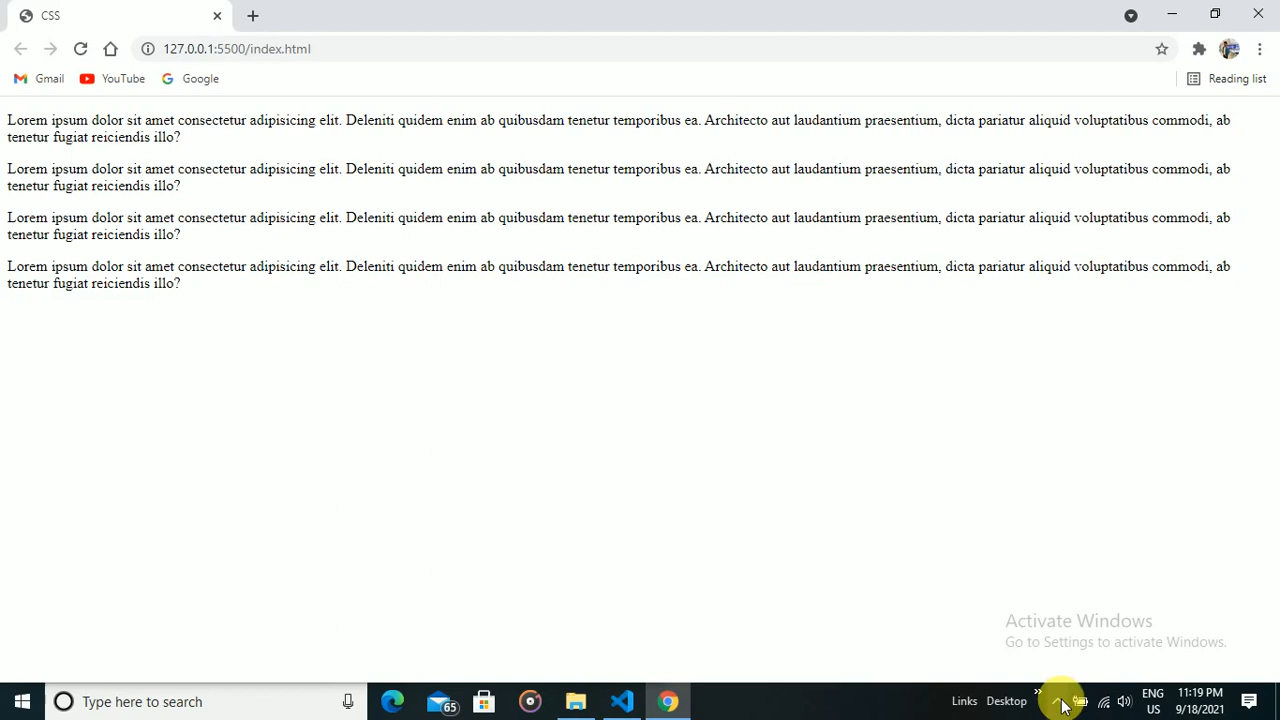 CSS
127.0.0.1:5500/index.html
Gmail YouTube Google Reading list
Lorem ipsum dolor sit amet consectetur adipisicing elit. Deleniti quidem enim ab quibusdam tenetur temporibus ea. Architecto aut laudantium praesentium, dicta pariatur aliquid voluptatibus commodi, ab
tenetur fugiat reiciendis illo?
Lorem ipsum dolor sit amet consectetur adipisicing elit. Deleniti quidem enim ab quibusdam tenetur temporibus ea. Architecto aut laudantium praesentium, dicta pariatur aliquid voluptatibus commodi, ab
tenetur fugiat reiciendis illo?
Lorem ipsum dolor sit amet consectetur adipisicing elit. Deleniti quidem enim ab quibusdam tenetur temporibus ea. Architecto aut laudantium praesentium, dicta pariatur aliquid voluptatibus commodi, ab
tenetur fugiat reiciendis illo?
Lorem ipsum dolor sit amet consectetur adipisicing elit. Deleniti quidem enim ab quibusdam tenetur temporibus ea. Architecto aut laudantium praesentium, dicta pariatur aliquid voluptatibus commodi, ab
tenetur fugiat reiciendis illo?
Activate Windows
Go to Settings to activate Windows.
Type here to search 65 Links Desktop »
ENG 11:19 PM
US 9/18/2021